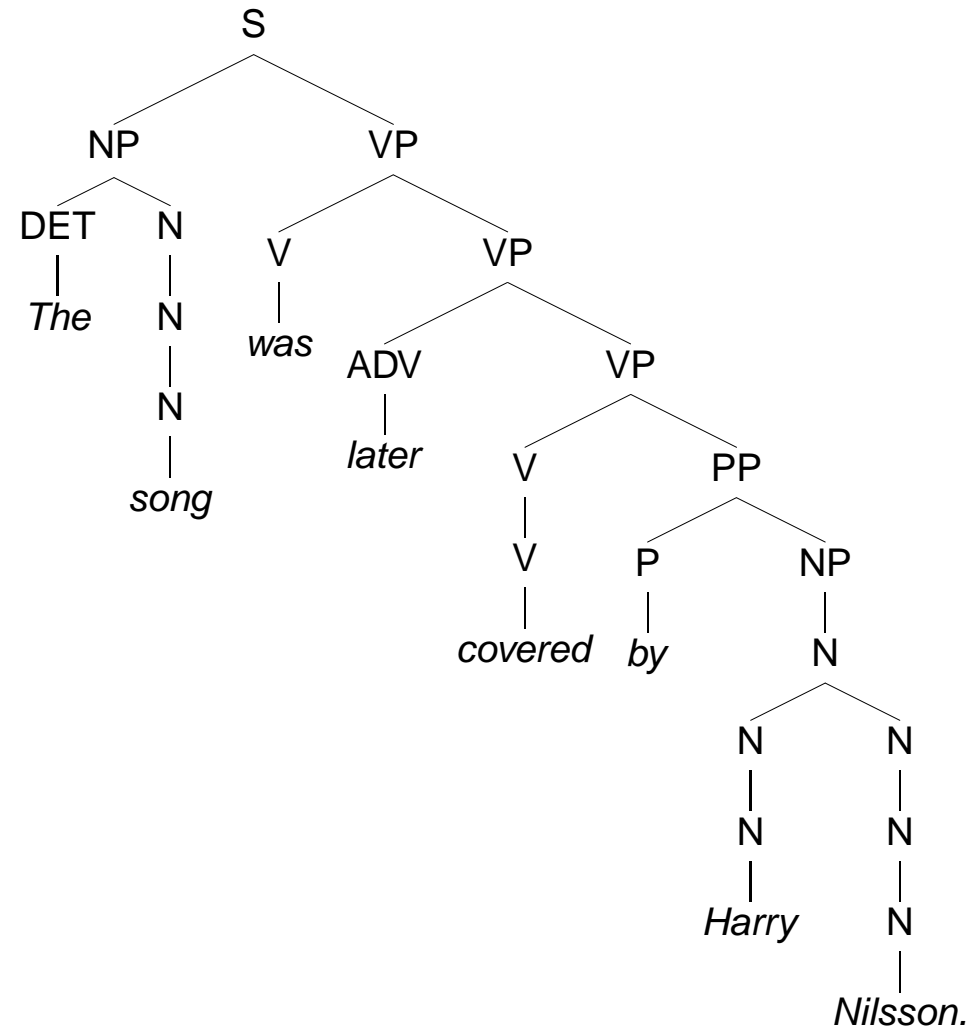 S
NP VP
DET N V VP
The N was ADV VP
N later V PP
song V P NP
covered by N
N N
N N
Harry N
Nilsson.